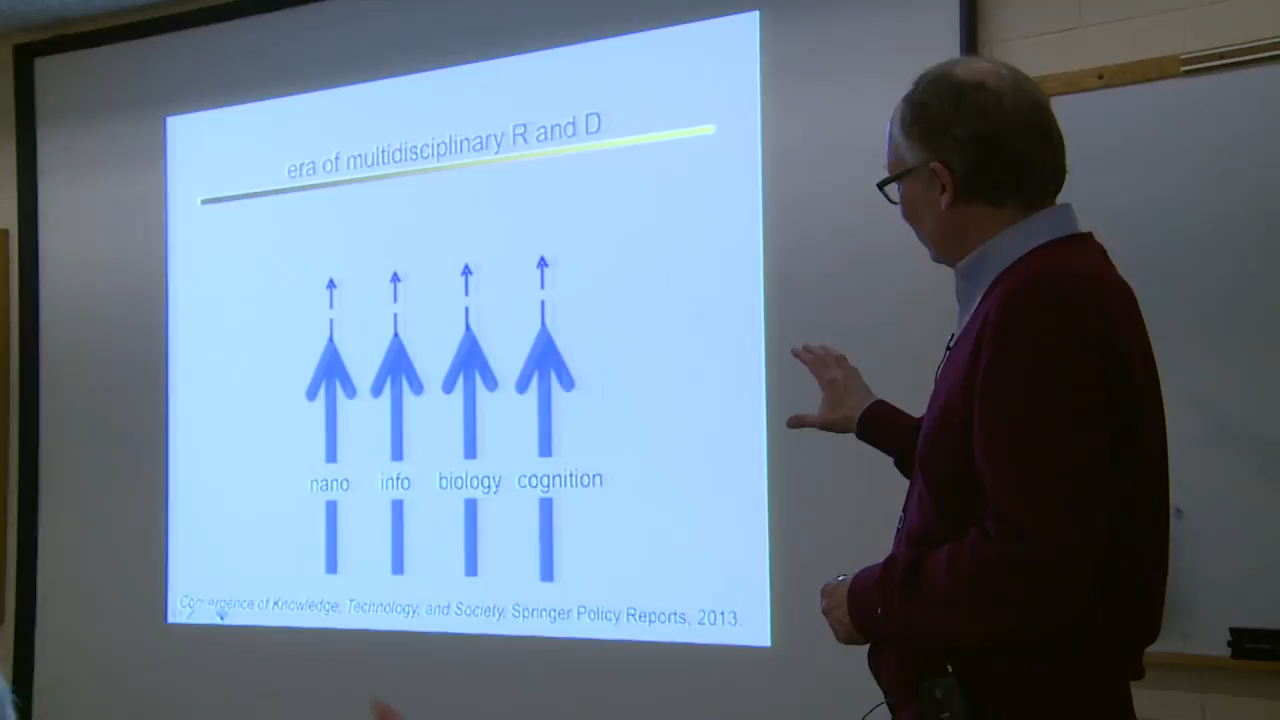 era of multidisciplinary R and D
nano info biology cognition
Convergence of Knowledge, Technology, and Society, Springer Policy Reports, 2013.